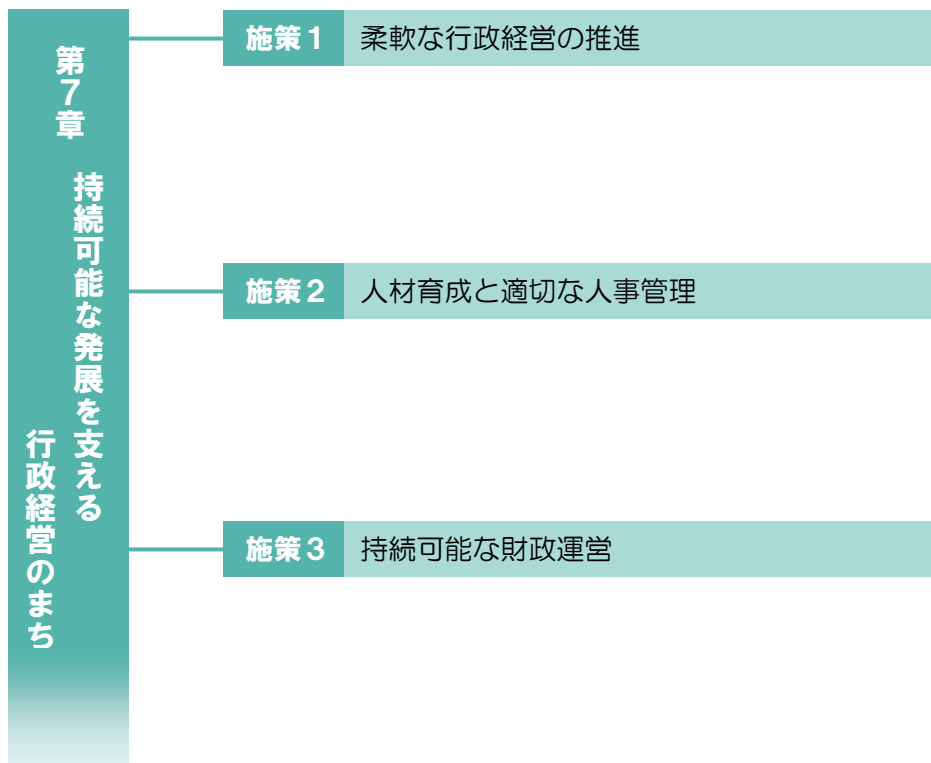 第7章
持続可能な発展を支える
行政経営のまち
施策1 柔軟な行政経営の推進
施策2 人材育成と適切な人事管理
施策3 持続可能な財政運営